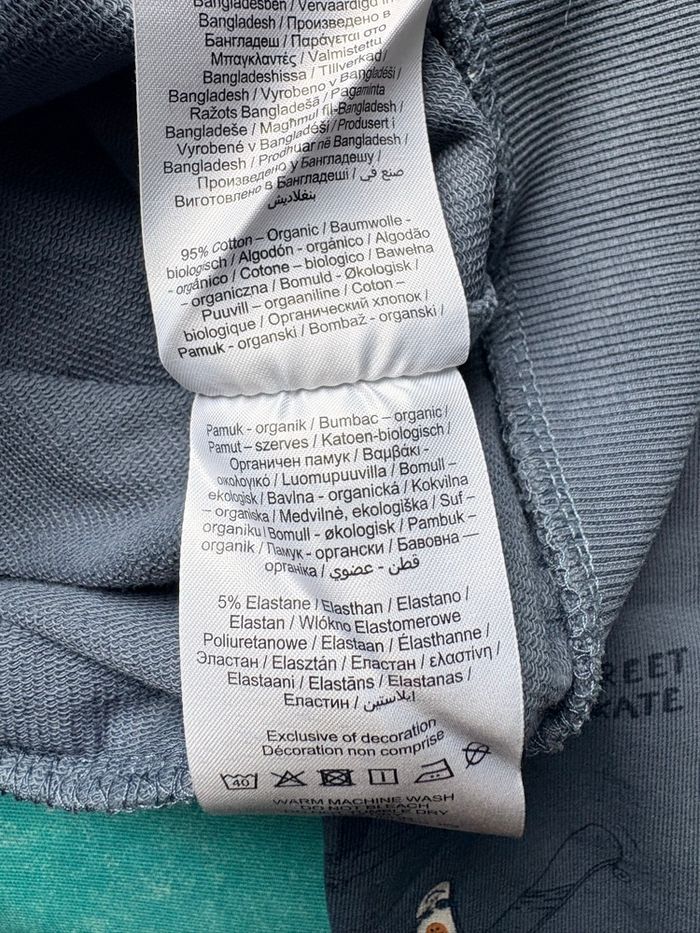 Bangladesh / Произведено в
Бангладеш / Παράγεται στο
Μπαγκλαντές / Valmistettu
Bangladeshissa / Tillverkad /
Bangladesh / Vyrobeno v Bangladéši /
Ražots Bangladešā / Pagaminta
Bangladeše / Magħmul fil-Bangladesh /
Vyrobené v Bangladéši / Produsert i
Bangladesh / Prodhuar në Bangladesh /
Произведено у Бангладешу /
Виготовлено в Бангладеші / صنع في
بنغلاديش
95% Cotton – Organic / Baumwolle -
biologisch / Algodón - orgánico / Algodão
- orgânico / Cotone - biologico / Bawełna
- organiczna / Bomuld - Økologisk /
Puuvill - orgaaniline / Coton –
biologique / Органический хлопок /
Pamuk - organski / Bombaž - organski /
Pamuk - organik / Bumbac – organic /
Pamut – szerves / Katoen-biologisch /
Органичен памук / Βαμβάκι -
οικολογικό / Luomupuuvilla / Bomull –
ekologisk / Bavlna - organická / Kokvilna
– organiska / Medvilnė, ekologiška / Suf –
organiku / Bomull - økologisk / Pambuk –
organik / Памук - органски / Бавовна —
органіка / قطن - عضوي
5% Elastane / Elasthan / Elastano /
Elastan / Włókno Elastomerowe
Poliuretanowe / Elastaan / Élasthanne /
Эластан / Elasztán / Еластан / ελαστίνη /
Elastaani / Elastāns / Elastanas /
Еластин / ايلاستين
Exclusive of decoration
Décoration non comprise
40
WARM MACHINE WASH
DO NOT BLEACH
TUMBLE DRY
REET
KATE